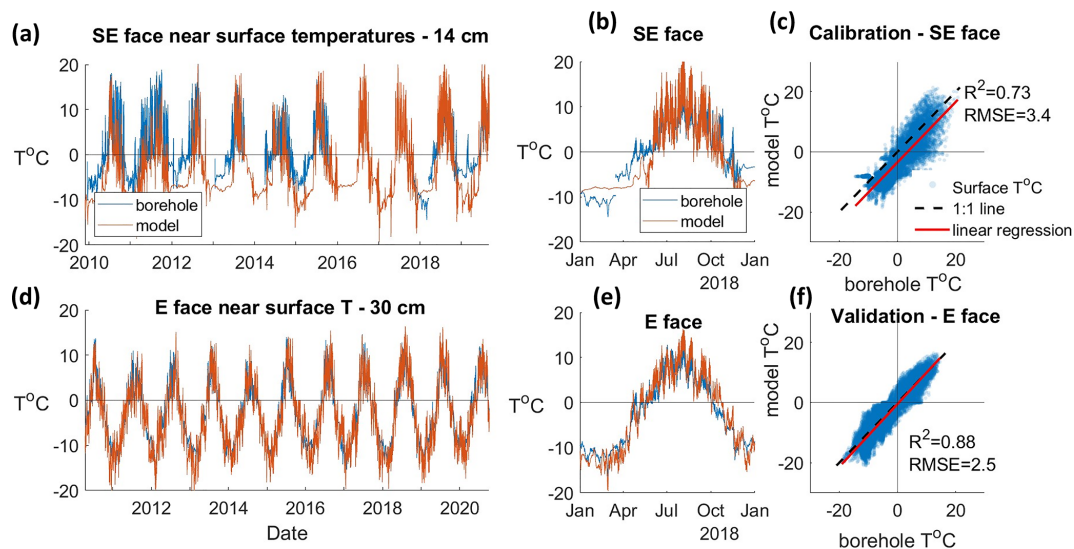 (a)
SE face near surface temperatures - 14 cm
20
10
T°C
0
-10
-20
borehole
model
2010 2012 2014 2016 2018
(b)
SE face
20
10
T°C
0
-10
-20
borehole
model
Jan Apr Jul Oct Jan
2018
(c)
Calibration - SE face
20
model T°C
0
-20
R²=0.73
RMSE=3.4
Surface T°C
1:1 line
linear regression
-20 0 20
borehole T°C
(d)
E face near surface T - 30 cm
20
10
T°C
0
-10
-20
2012 2014 2016 2018 2020
Date
(e)
E face
20
10
T°C
0
-10
-20
Jan Apr Jul Oct Jan
2018
(f)
Validation - E face
20
model T°C
0
-20
R²=0.88
RMSE=2.5
-20 0 20
borehole T°C